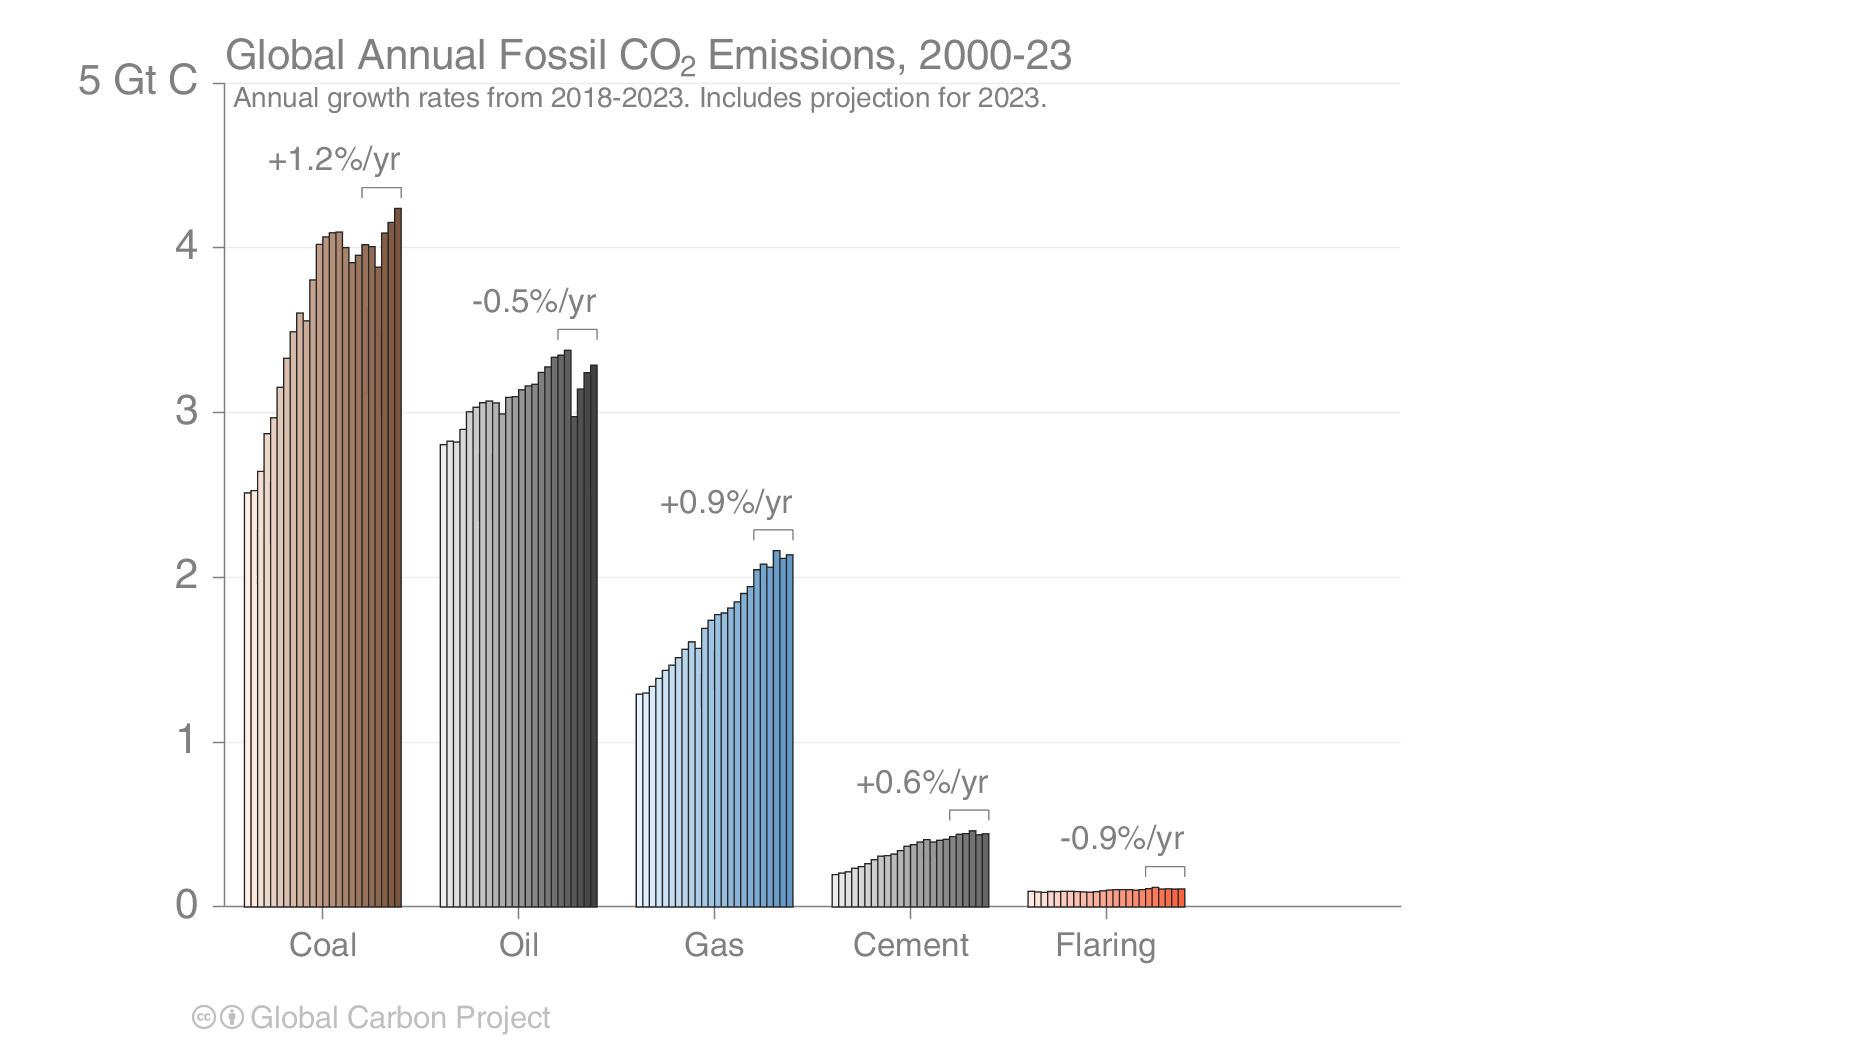 Global Annual Fossil CO₂ Emissions, 2000-23
5 Gt C
Annual growth rates from 2018-2023. Includes projection for 2023.
+1.2%/yr
4
-0.5%/yr
3
+0.9%/yr
2
1
+0.6%/yr
-0.9%/yr
0
Coal Oil Gas Cement Flaring
cc Global Carbon Project